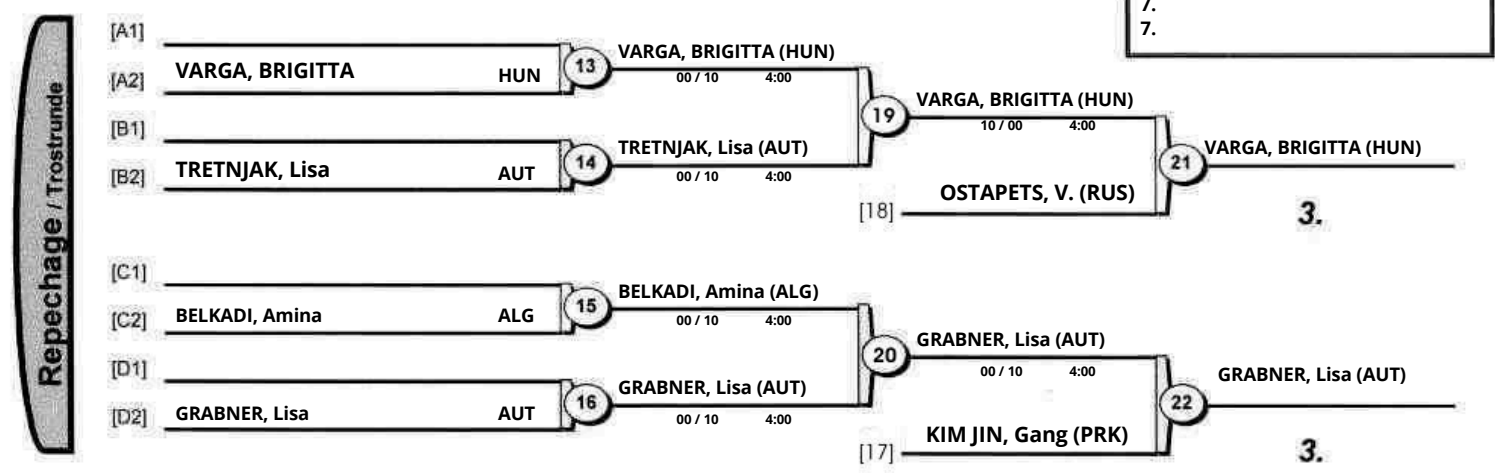 7.
7.
Repechage / Trostrunde
[A1]
[A2] VARGA, BRIGITTA HUN
13
VARGA, BRIGITTA (HUN)
00 / 10 4:00
[B1]
[B2] TRETNJAK, Lisa AUT
14
TRETNJAK, Lisa (AUT)
00 / 10 4:00
19
VARGA, BRIGITTA (HUN)
10 / 00 4:00
[18] OSTAPETS, V. (RUS)
21
VARGA, BRIGITTA (HUN)
3.
[C1]
[C2] BELKADI, Amina ALG
15
BELKADI, Amina (ALG)
00 / 10 4:00
[D1]
[D2] GRABNER, Lisa AUT
16
GRABNER, Lisa (AUT)
00 / 10 4:00
20
GRABNER, Lisa (AUT)
00 / 10 4:00
[17] KIM JIN, Gang (PRK)
22
GRABNER, Lisa (AUT)
3.